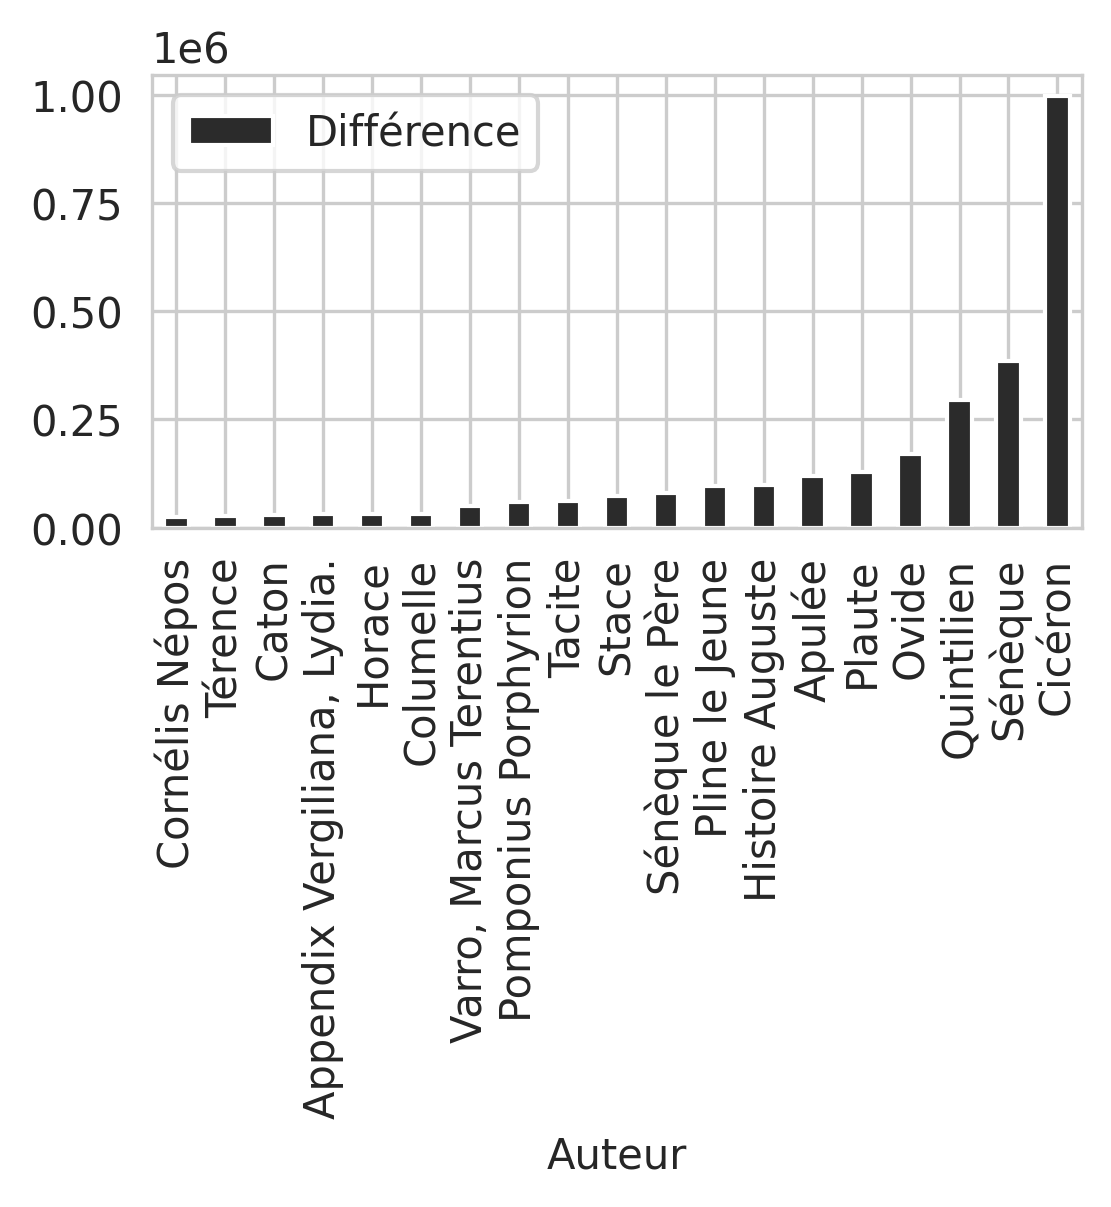 1e6
1.00
0.75
0.50
0.25
0.00
Différence
Cornélis Népos
Térence
Caton
Appendix Vergiliana, Lydia.
Horace
Columelle
Varro, Marcus Terentius
Pomponius Porphyrion
Tacite
Stace
Sénèque le Père
Pline le Jeune
Histoire Auguste
Apulée
Plaute
Ovide
Quintilien
Sénèque
Cicéron
Auteur